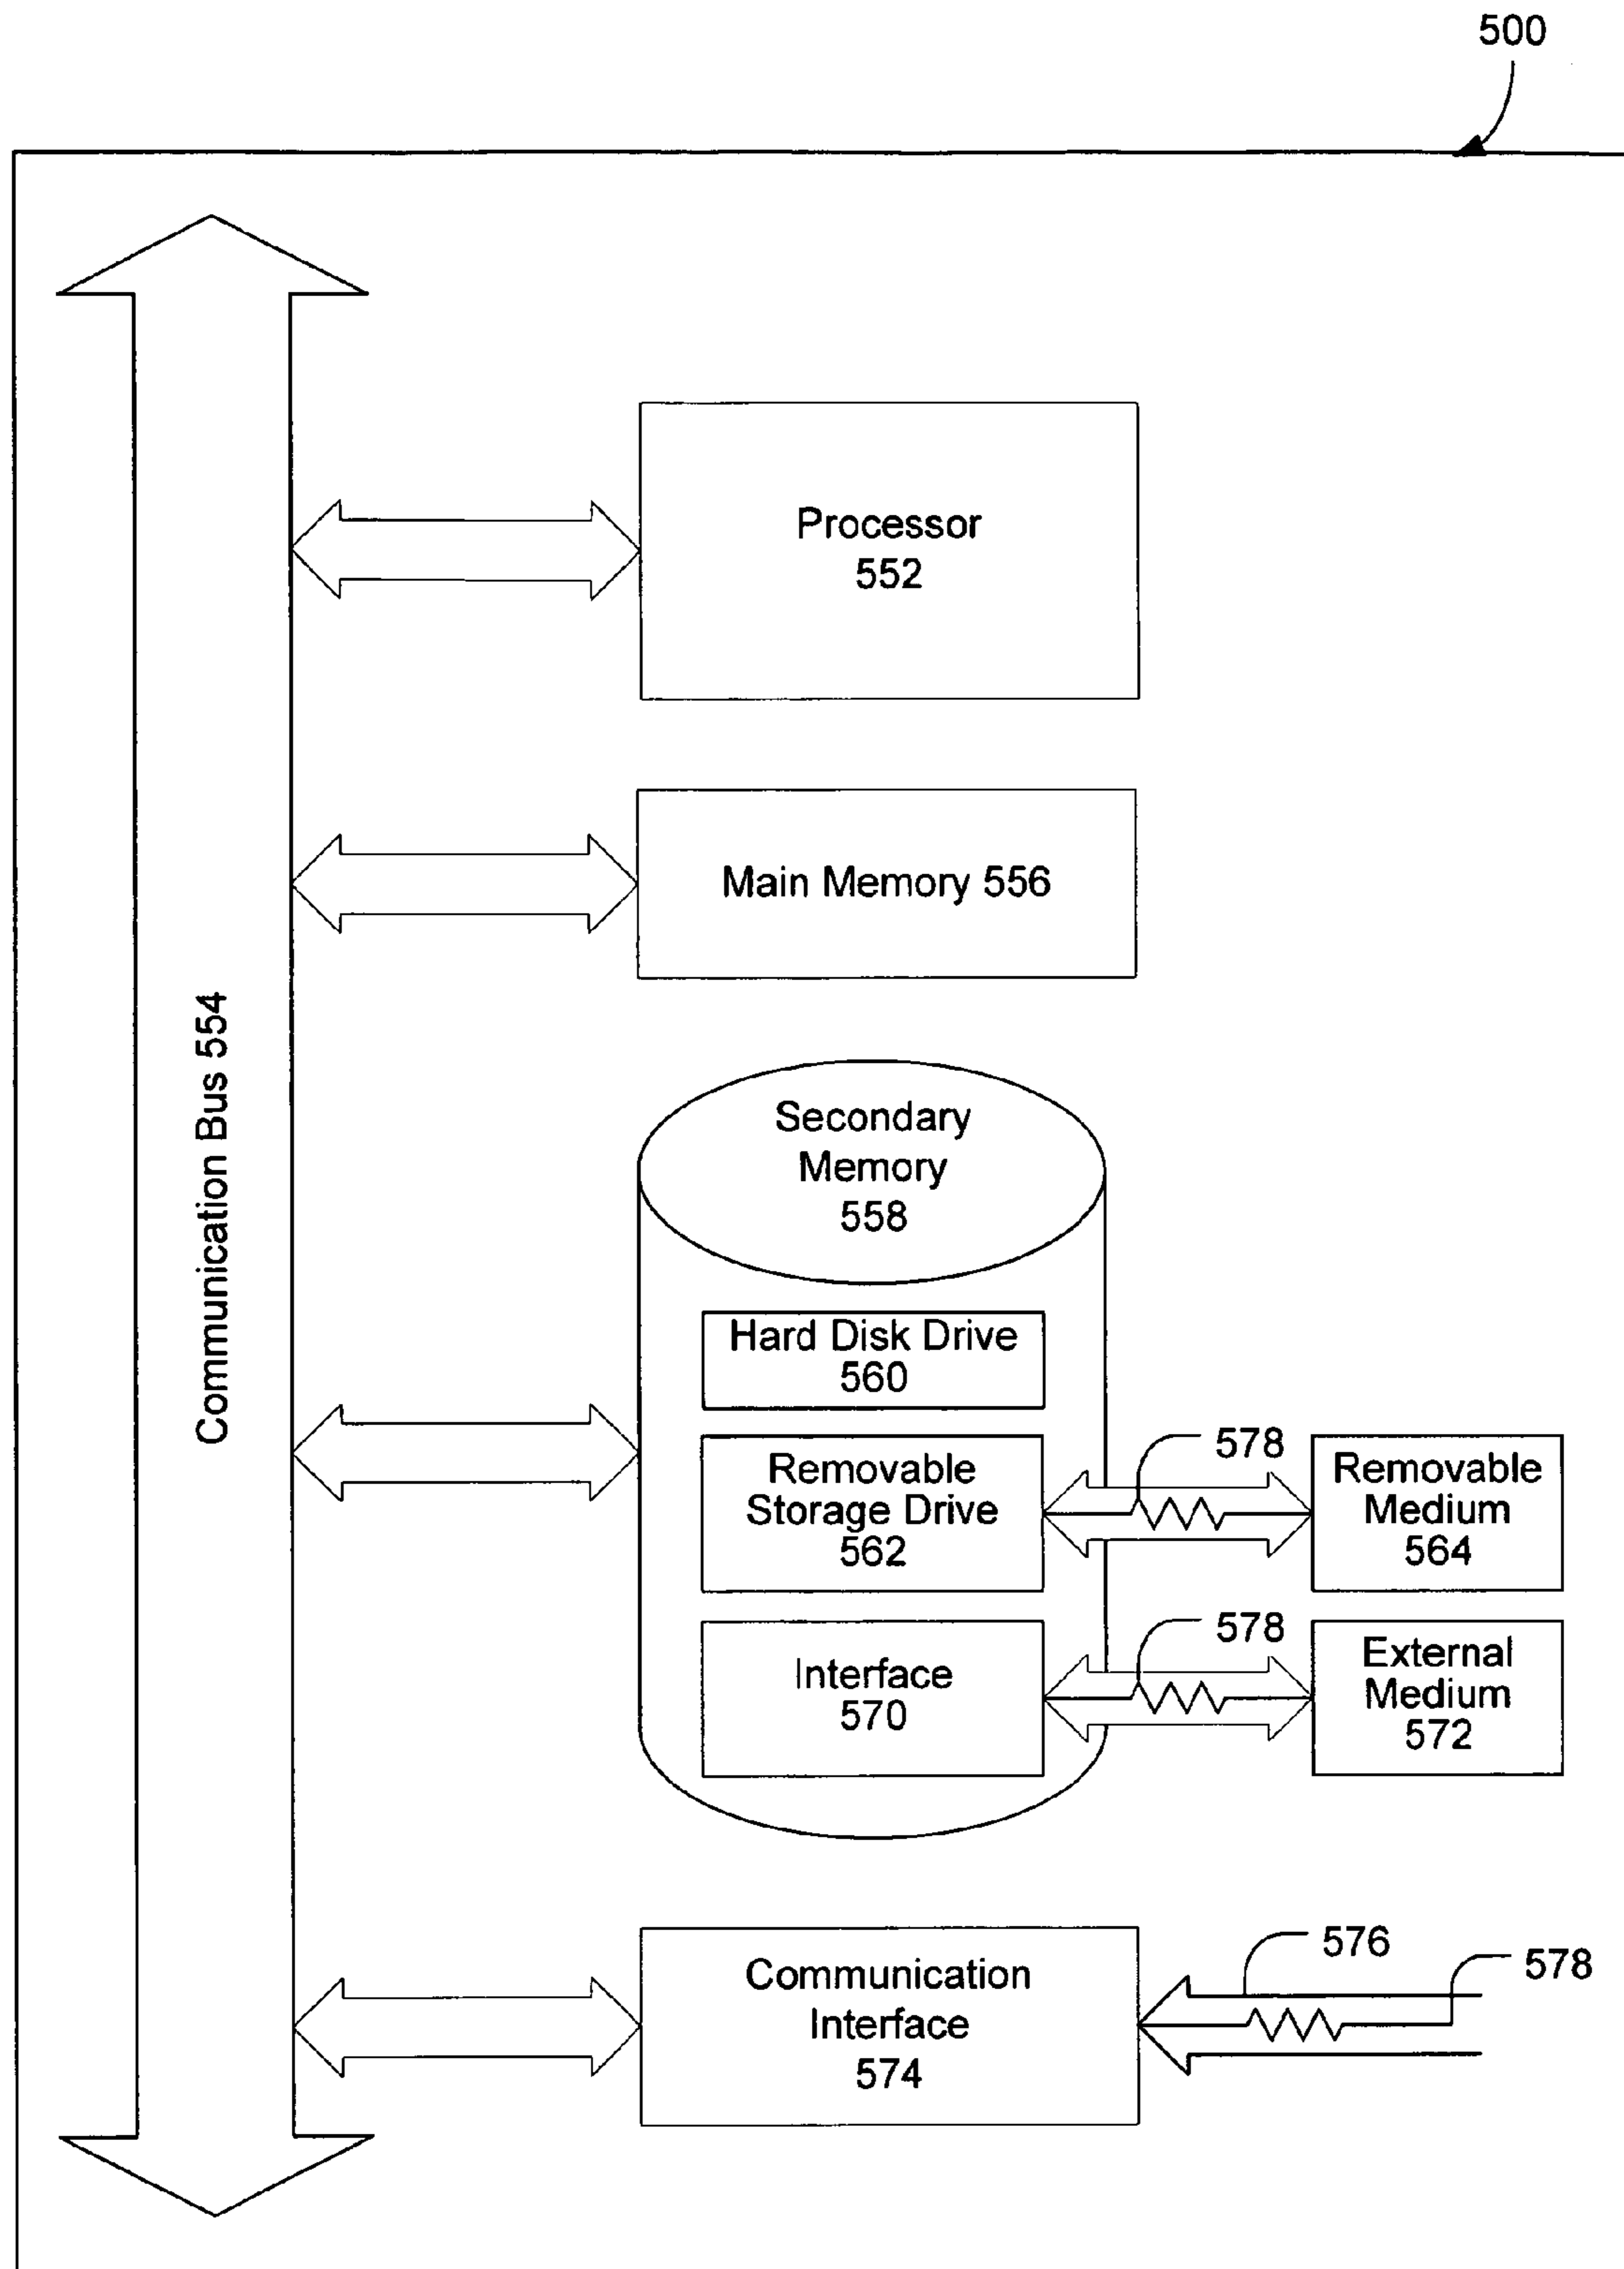 500
Processor
552
Main Memory 556
Communication Bus 554
Secondary
Memory
558
Hard Disk Drive
560
Removable
Storage Drive
562
578
Removable
Medium
564
Interface
570
578
External
Medium
572
Communication
Interface
574
576
578